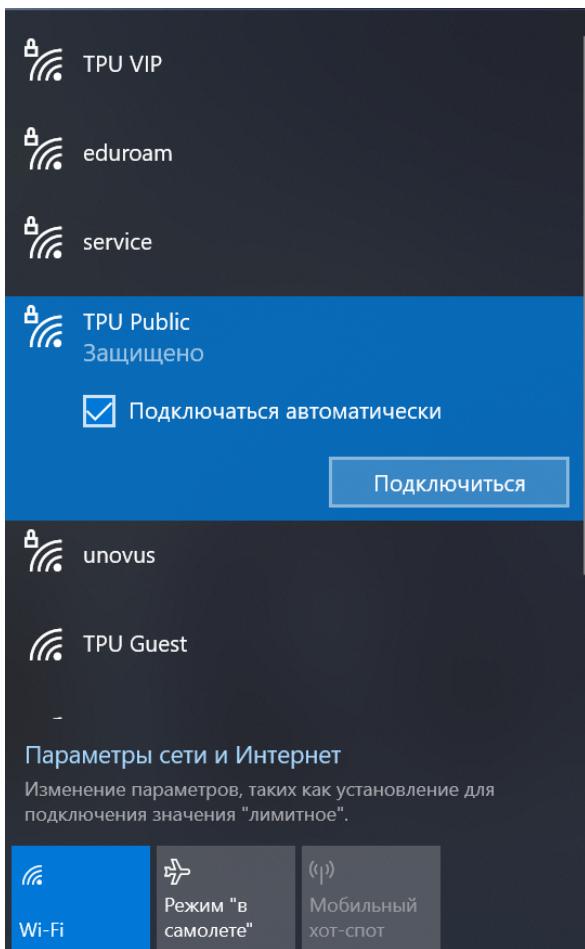 TPU VIP
eduroam
service
TPU Public
Защищено
Подключаться автоматически
Подключиться
unovus
TPU Guest
Параметры сети и Интернет
Изменение параметров, таких как установление для
подключения значения "лимитное".
Wi-Fi
Режим "в
самолете"
Мобильный
хот-спот